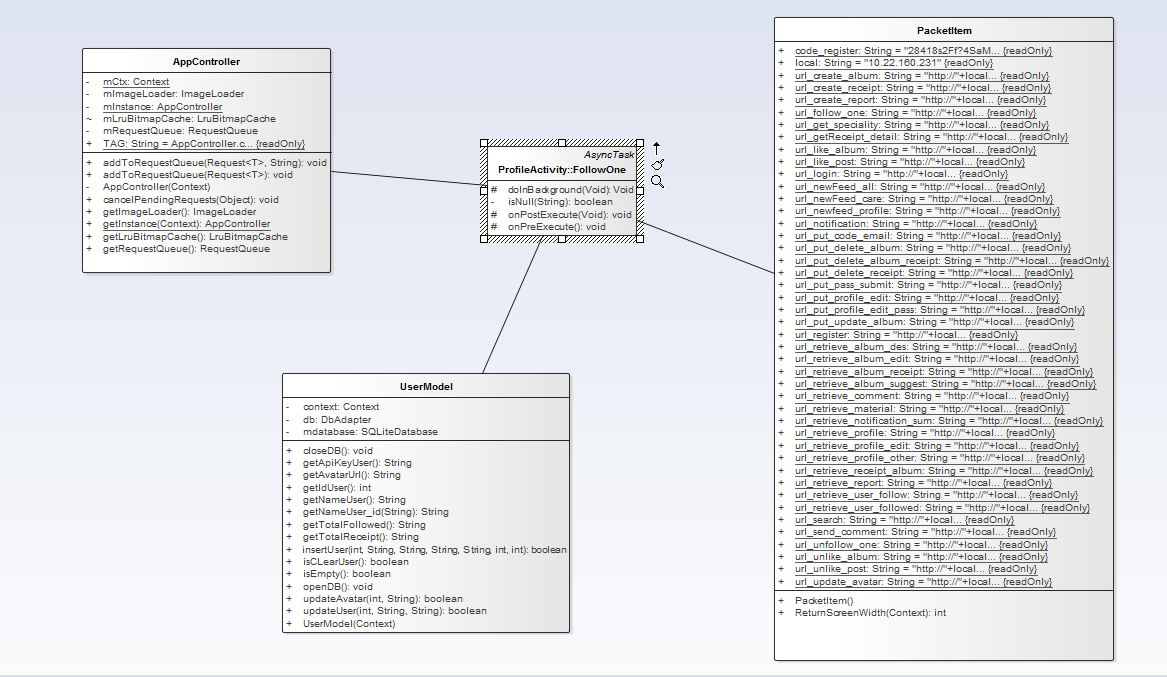 AppController
- mCtx: Context
- mImageLoader: ImageLoader
- mInstance: AppController
~ mLruBitmapCache: LruBitmapCache
- mRequestQueue: RequestQueue
+ TAG: String = AppController.c... {readOnly}
+ addToRequestQueue(Request<T>, String): void
+ addToRequestQueue(Request<T>): void
- AppController(Context)
+ cancelPendingRequests(Object): void
+ getImageLoader(): ImageLoader
+ getInstance(Context): AppController
+ getLruBitmapCache(): LruBitmapCache
+ getRequestQueue(): RequestQueue
AsyncTask
ProfileActivity::FollowOne
# doInBackground(Void): Void
- isNull(String): boolean
# onPostExecute(Void): void
# onPreExecute(): void
UserModel
- context: Context
- db: DbAdapter
- mdatabase: SQLiteDatabase
+ closeDB(): void
+ getApiKeyUser(): String
+ getAvatarUrl(): String
+ getIdUser(): int
+ getNameUser(): String
+ getNameUser_id(String): String
+ getTotalFollowed(): String
+ getTotalReceipt(): String
+ insertUser(int, String, String, String, String, int, int): boolean
+ isCLearUser(): boolean
+ isEmpty(): boolean
+ openDB(): void
+ updateAvatar(int, String): boolean
+ updateUser(int, String, String): boolean
+ UserModel(Context)
PacketItem
+ code_register: String = "28418s2Ff?4SaM... {readOnly}
+ local: String = "10.22.160.231" {readOnly}
+ url_create_album: String = "http://"+local... {readOnly}
+ url_create_receipt: String = "http://"+local... {readOnly}
+ url_create_report: String = "http://"+local... {readOnly}
+ url_follow_one: String = "http://"+local... {readOnly}
+ url_get_speciality: String = "http://"+local... {readOnly}
+ url_getReceipt_detail: String = "http://"+local... {readOnly}
+ url_like_album: String = "http://"+local... {readOnly}
+ url_like_post: String = "http://"+local... {readOnly}
+ url_login: String = "http://"+local... {readOnly}
+ url_newFeed_all: String = "http://"+local... {readOnly}
+ url_newFeed_care: String = "http://"+local... {readOnly}
+ url_newfeed_profile: String = "http://"+local... {readOnly}
+ url_notification: String = "http://"+local... {readOnly}
+ url_put_code_email: String = "http://"+local... {readOnly}
+ url_put_delete_album: String = "http://"+local... {readOnly}
+ url_put_delete_album_receipt: String = "http://"+local... {readOnly}
+ url_put_delete_receipt: String = "http://"+local... {readOnly}
+ url_put_pass_submit: String = "http://"+local... {readOnly}
+ url_put_profile_edit: String = "http://"+local... {readOnly}
+ url_put_profile_edit_pass: String = "http://"+local... {readOnly}
+ url_put_update_album: String = "http://"+local... {readOnly}
+ url_register: String = "http://"+local... {readOnly}
+ url_retrieve_album_des: String = "http://"+local... {readOnly}
+ url_retrieve_album_edit: String = "http://"+local... {readOnly}
+ url_retrieve_album_receipt: String = "http://"+local... {readOnly}
+ url_retrieve_album_suggest: String = "http://"+local... {readOnly}
+ url_retrieve_comment: String = "http://"+local... {readOnly}
+ url_retrieve_material: String = "http://"+local... {readOnly}
+ url_retrieve_notification_sum: String = "http://"+local... {readOnly}
+ url_retrieve_profile: String = "http://"+local... {readOnly}
+ url_retrieve_profile_edit: String = "http://"+local... {readOnly}
+ url_retrieve_profile_other: String = "http://"+local... {readOnly}
+ url_retrieve_receipt_album: String = "http://"+local... {readOnly}
+ url_retrieve_report: String = "http://"+local... {readOnly}
+ url_retrieve_user_follow: String = "http://"+local... {readOnly}
+ url_retrieve_user_followed: String = "http://"+local... {readOnly}
+ url_search: String = "http://"+local... {readOnly}
+ url_send_comment: String = "http://"+local... {readOnly}
+ url_unfollow_one: String = "http://"+local... {readOnly}
+ url_unlike_album: String = "http://"+local... {readOnly}
+ url_unlike_post: String = "http://"+local... {readOnly}
+ url_update_avatar: String = "http://"+local... {readOnly}
+ PacketItem()
+ ReturnScreenWidth(Context): int